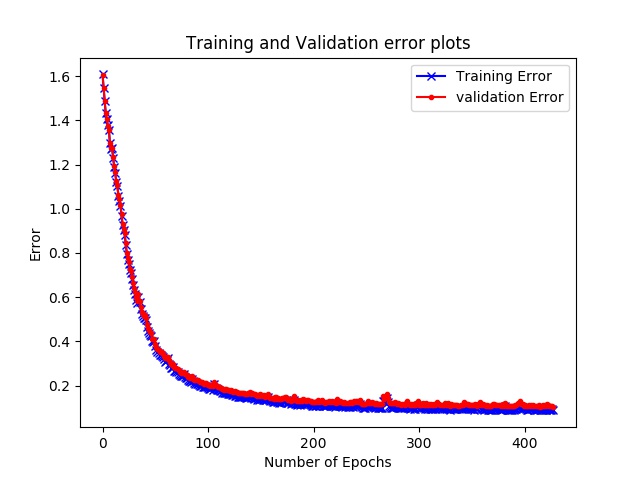 Training and Validation error plots
Training Error
validation Error
Error
1.6
1.4
1.2
1.0
0.8
0.6
0.4
0.2
0 100 200 300 400
Number of Epochs